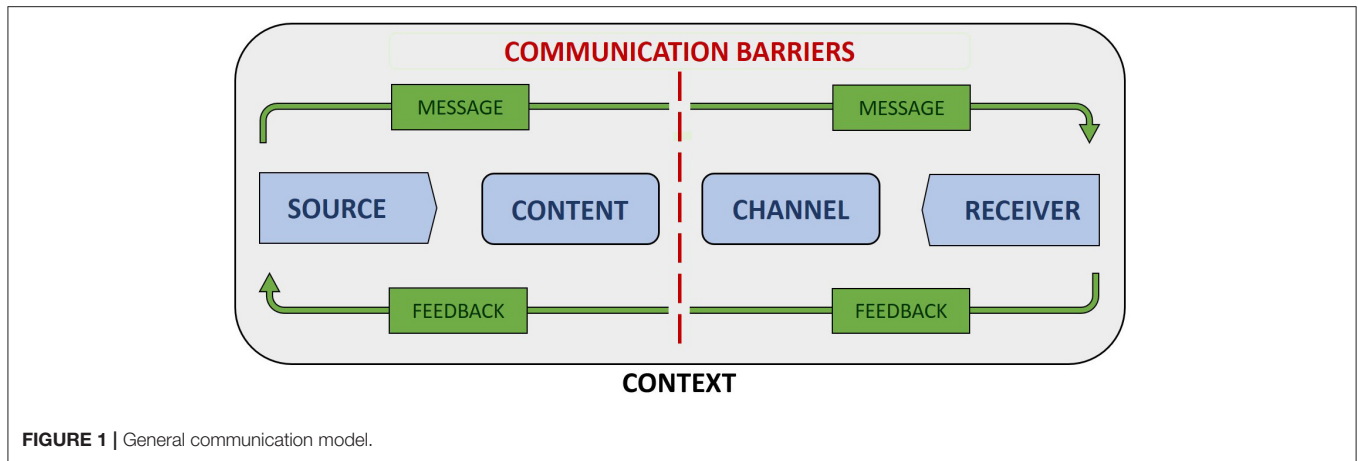 COMMUNICATION BARRIERS
MESSAGE MESSAGE
SOURCE CONTENT CHANNEL RECEIVER
FEEDBACK FEEDBACK
CONTEXT
FIGURE 1 | General communication model.